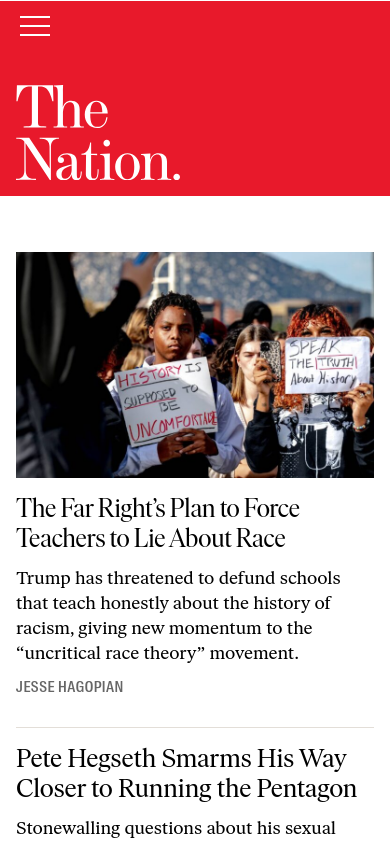 The
Nation.
HISTORY IS
SUPPOSED TO
BE
UNCOMFORTABLE
SPEAK
THE TRUTH
About History
The Far Right’s Plan to Force
Teachers to Lie About Race
Trump has threatened to defund schools
that teach honestly about the history of
racism, giving new momentum to the
“uncritical race theory” movement.
JESSE HAGOPIAN
Pete Hegseth Smarms His Way
Closer to Running the Pentagon
Stonewalling questions about his sexual